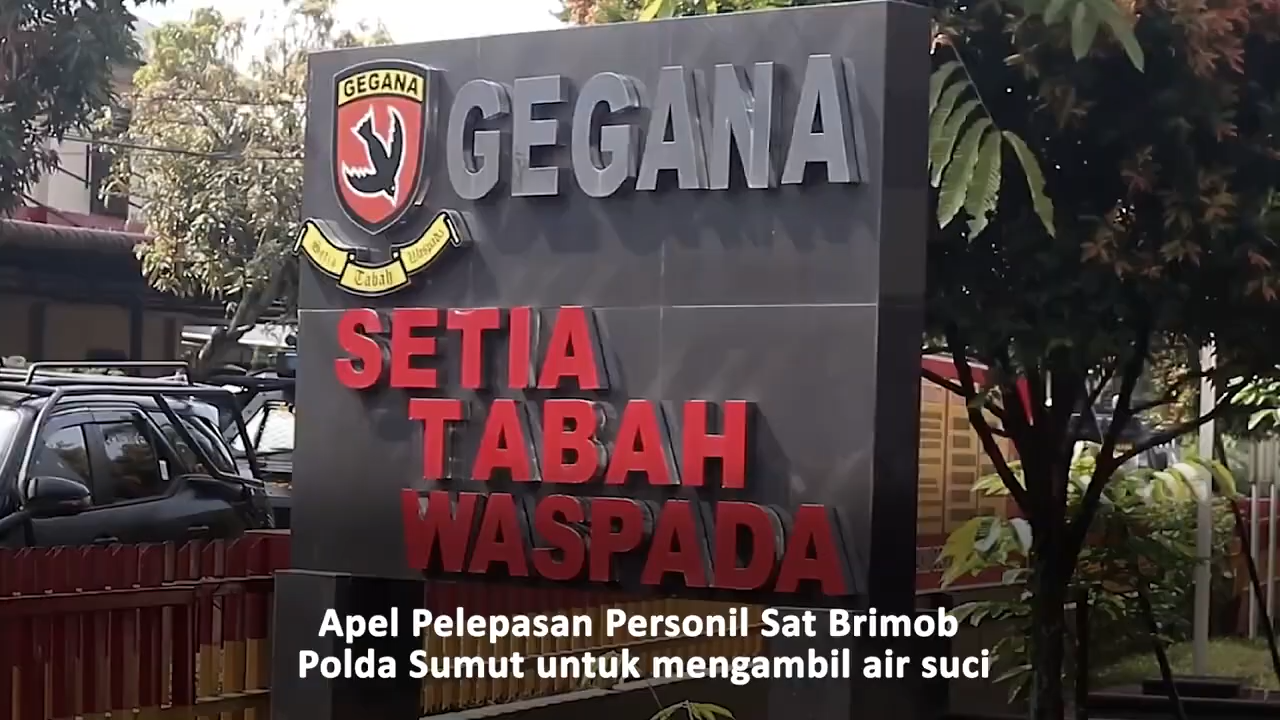 GEGANA
GEGANA
Setia Tabah Waspada
SETIA
TABAH
WASPADA
Apel Pelepasan Personil Sat Brimob
Polda Sumut untuk mengambil air suci